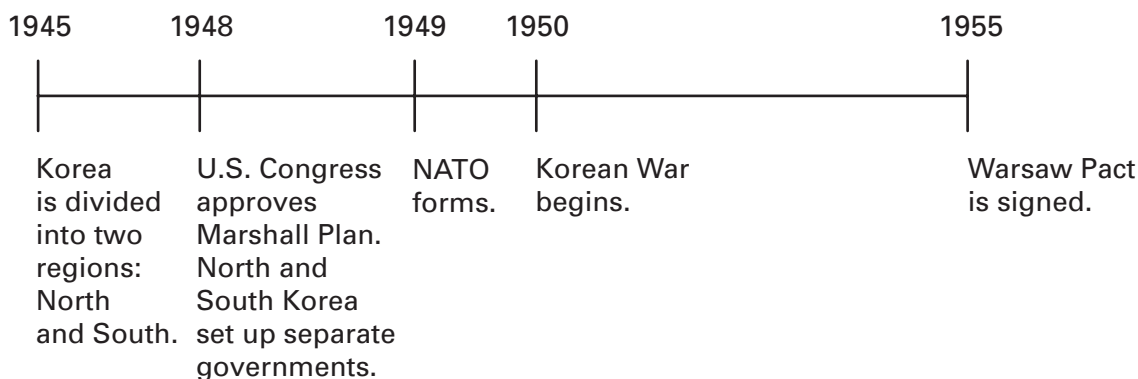 1945
1948
1949
1950
1955
Korea
is divided
into two
regions:
North
and South.
U.S. Congress
approves
Marshall Plan.
North and
South Korea
set up separate
governments.
NATO
forms.
Korean War
begins.
Warsaw Pact
is signed.